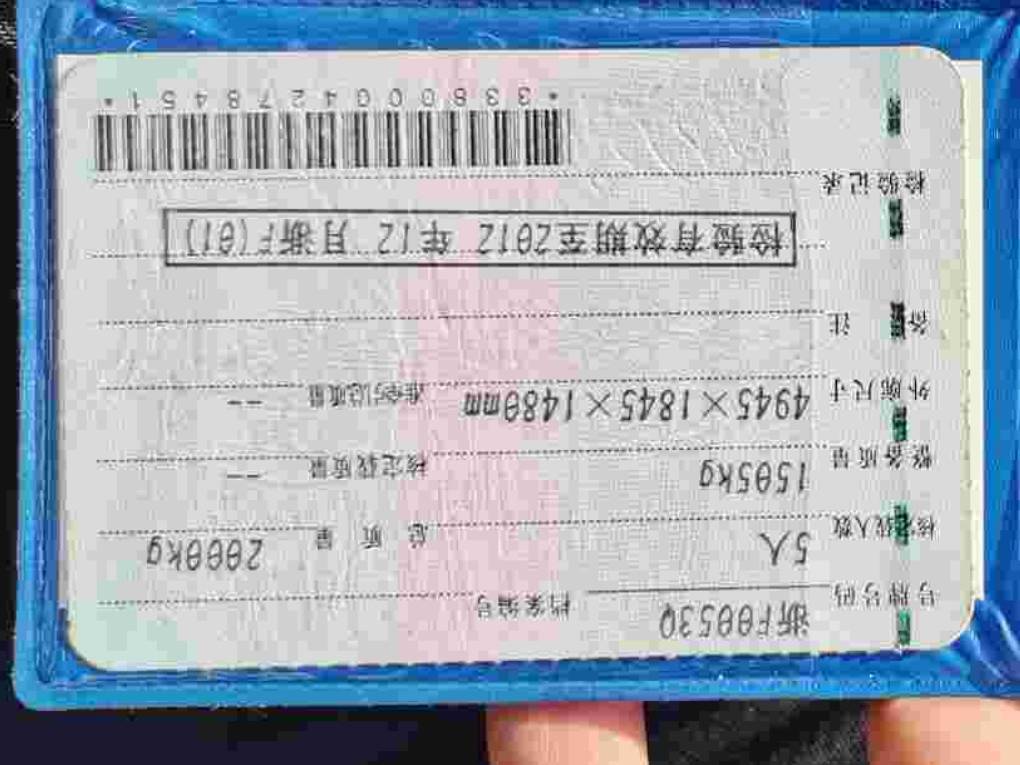 号牌号码 浙F0053Q 档案编号
核定载人数 5人 总质量 2000kg
整备质量 1505kg 核定载质量 --
外廓尺寸 4945×1845×1480mm 准牵引总质量 --
备注
检验有效期至2012 年12 月浙F(01)
检验记录
*3380004278451*